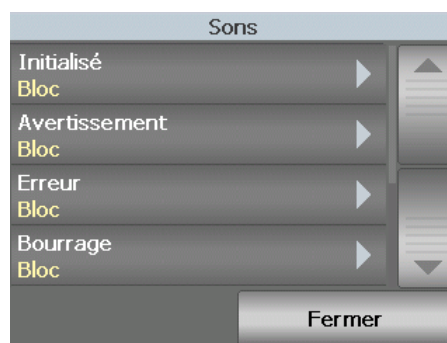 Sons
Initialisé
Bloc
Avertissement
Bloc
Erreur
Bloc
Bourrage
Bloc
Fermer